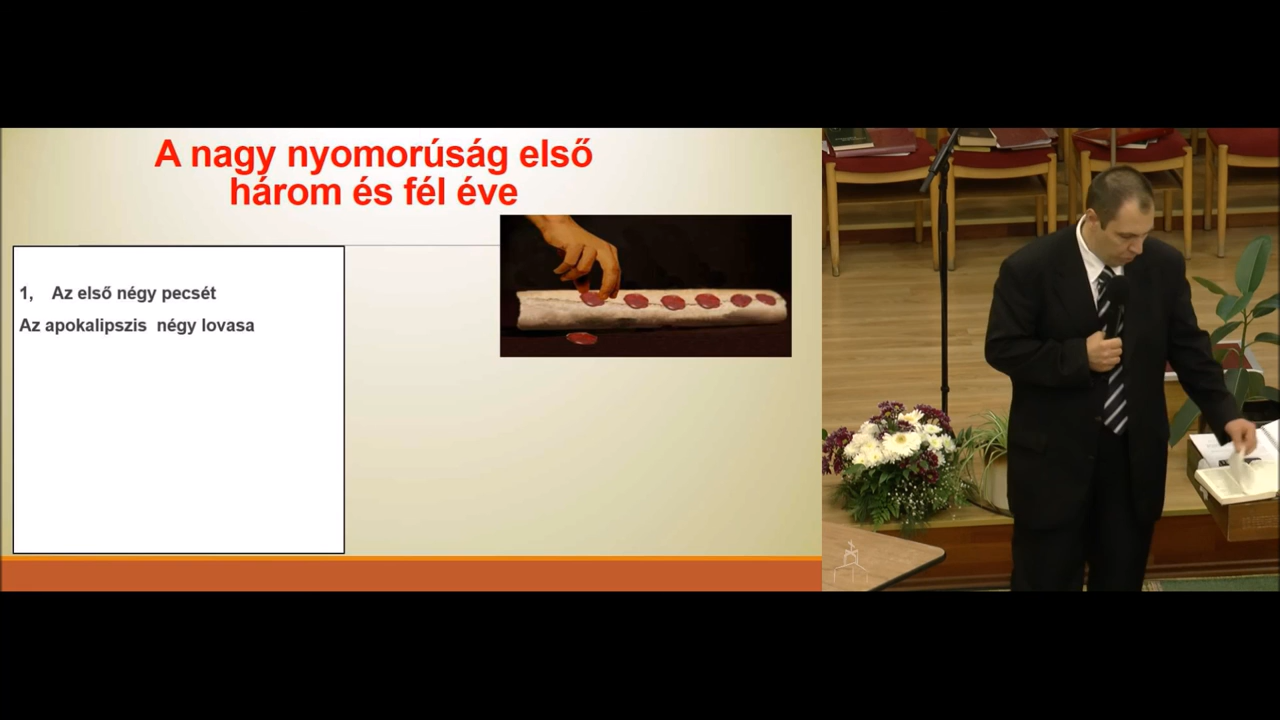 A nagy nyomorúság első
három és fél éve
1, Az első négy pecsét
Az apokalipszis négy lovasa